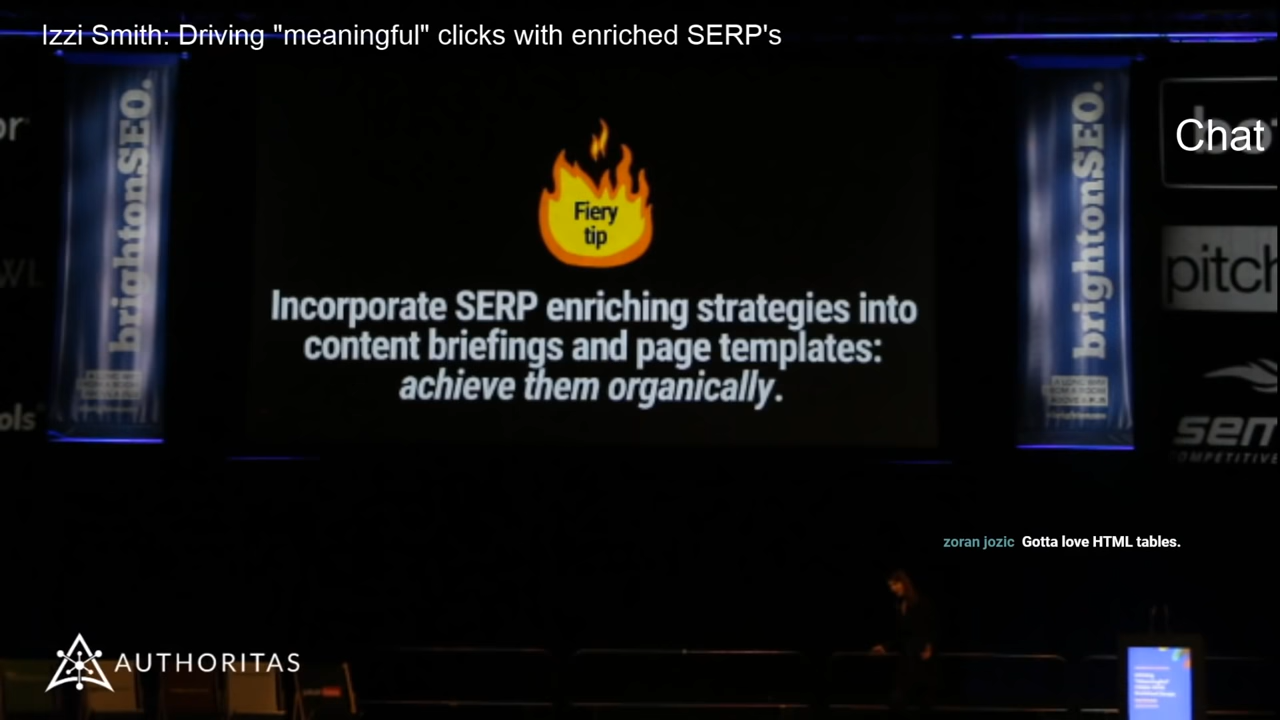 Izzi Smith: Driving "meaningful" clicks with enriched SERP's
brightonSEO.
Fiery
tip
Incorporate SERP enriching strategies into
content briefings and page templates:
achieve them organically.
brightonSEO.
Chat
pitch
sem
COMPETITIVE
ols
zoran jozic Gotta love HTML tables.
AUTHORITAS